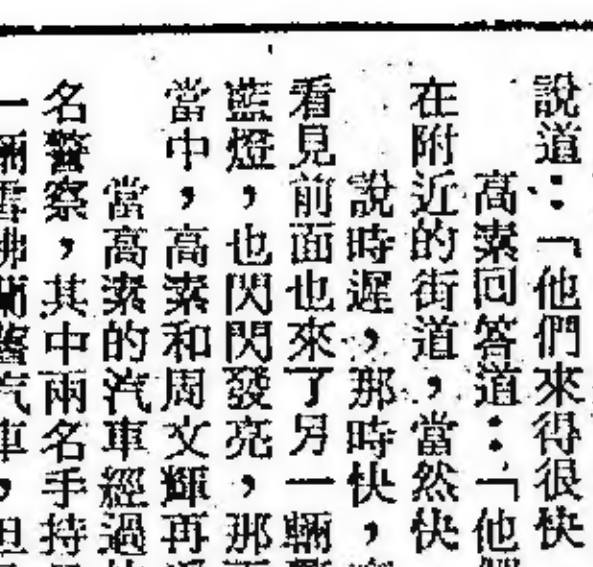 說道：「他們來得很快
高素回答道：「他
在附近的街道，當然快
說時遲，那時快，
看見前面也來了另一輛
藍燈，也閃閃發亮，那
當中，高素和周文輝再
當高素的汽車經過
名警察，其中兩名手持
一輛雪佛蘭警汽車，但